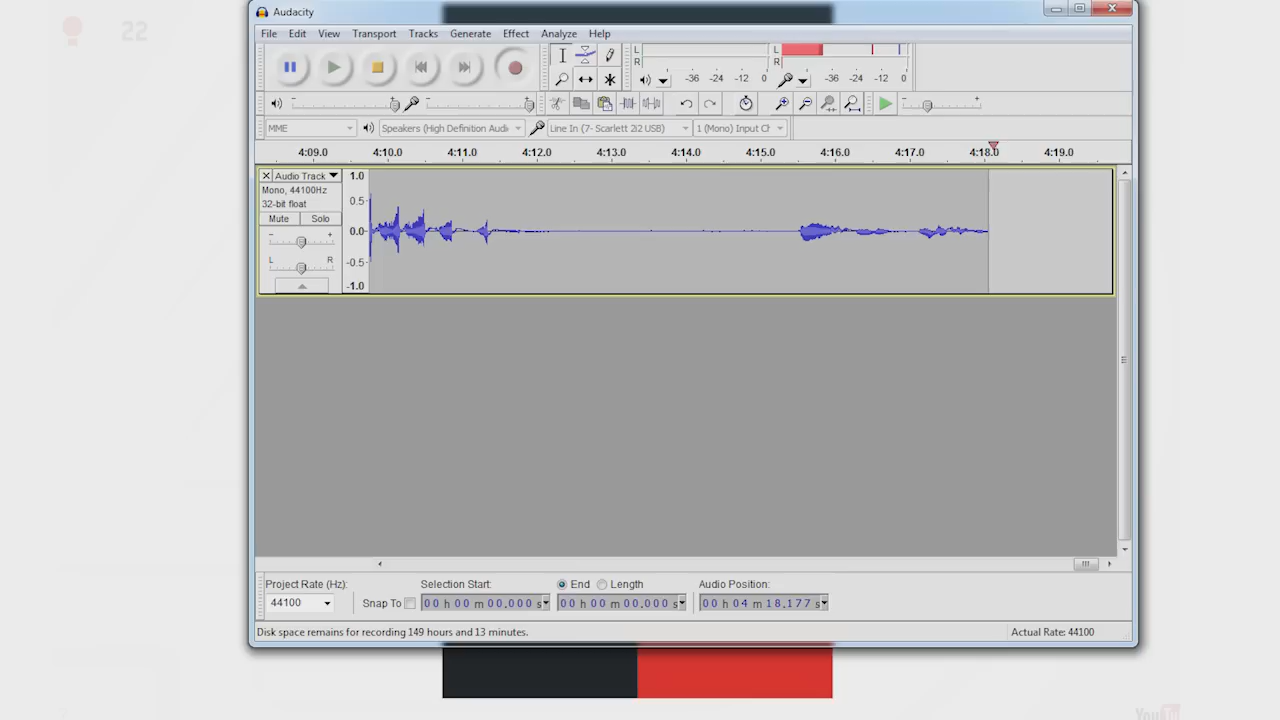 22
Audacity
File Edit View Transport Tracks Generate Effect Analyze Help
L
R
-36 -24 -12 0
L
R
-36 -24 -12 0
- + - + - +
MME Speakers (High Definition Audi Line In (7- Scarlett 2i2 USB) 1 (Mono) Input Ch
4:09.0 4:10.0 4:11.0 4:12.0 4:13.0 4:14.0 4:15.0 4:16.0 4:17.0 4:18.0 4:19.0
X Audio Track
Mono, 44100Hz
32-bit float
Mute Solo
- +
L R
1.0
0.5
0.0
-0.5
-1.0
Project Rate (Hz): Selection Start: End Length Audio Position:
44100 Snap To 00 h 00 m 00.000 s 00 h 00 m 00.000 s 00 h 04 m 18.177 s
Disk space remains for recording 149 hours and 13 minutes. Actual Rate: 44100
YouTu